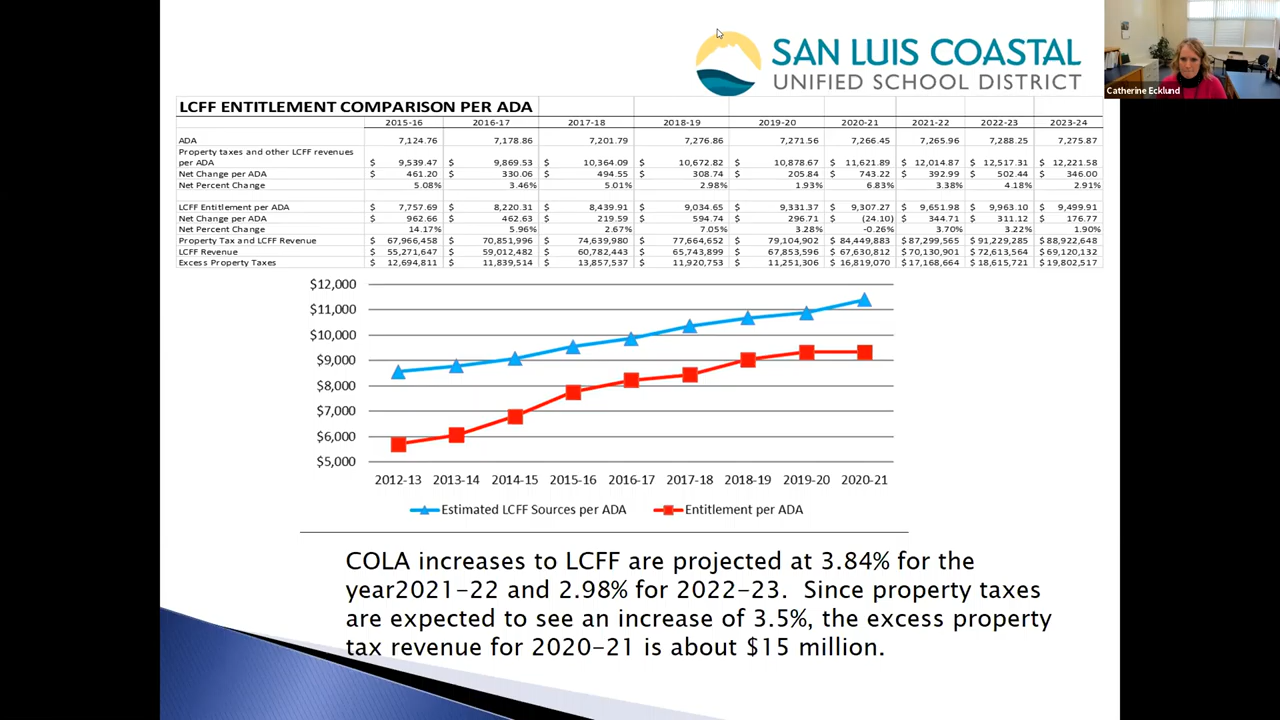 SAN LUIS COASTAL
UNIFIED SCHOOL DISTRICT
Catherine Ecklund
LCFF ENTITLEMENT COMPARISON PER ADA
2015-16 2016-17 2017-18 2018-19 2019-20 2020-21 2021-22 2022-23 2023-24
ADA 7,124.76 7,178.86 7,201.79 7,276.86 7,271.56 7,266.45 7,265.96 7,288.25 7,275.87
Property taxes and other LCFF revenues
per ADA $ 9,539.47 $ 9,869.53 $ 10,364.09 $ 10,672.82 $ 10,878.67 $ 11,621.89 $ 12,014.87 $ 12,517.31 $ 12,221.58
Net Change per ADA $ 461.20 $ 330.06 $ 494.55 $ 308.74 $ 205.84 $ 743.22 $ 392.99 $ 502.44 $ 346.00
Net Percent Change 5.08% 3.46% 5.01% 2.98% 1.93% 6.83% 3.38% 4.18% 2.91%
LCFF Entitlement per ADA $ 7,757.69 $ 8,220.31 $ 8,439.91 $ 9,034.65 $ 9,331.37 $ 9,307.27 $ 9,651.98 $ 9,963.10 $ 9,499.91
Net Change per ADA $ 962.66 $ 462.63 $ 219.59 $ 594.74 $ 296.71 $ (24.10) $ 344.71 $ 311.12 $ 176.77
Net Percent Change 14.17% 5.96% 2.67% 7.05% 3.28% -0.26% 3.70% 3.22% 1.90%
Property Tax and LCFF Revenue $ 67,966,458 $ 70,851,996 $ 74,639,980 $ 77,664,652 $ 79,104,902 $ 84,449,883 $ 87,299,565 $ 91,229,285 $ 88,922,648
LCFF Revenue $ 55,271,647 $ 59,012,482 $ 60,782,443 $ 65,743,899 $ 67,853,596 $ 67,630,812 $ 70,130,901 $ 72,613,564 $ 69,120,132
Excess Property Taxes $ 12,694,811 $ 11,839,514 $ 13,857,537 $ 11,920,753 $ 11,251,306 $ 16,819,070 $ 17,168,664 $ 18,615,721 $ 19,802,517
$12,000
$11,000
$10,000
$9,000
$8,000
$7,000
$6,000
$5,000
2012-13 2013-14 2014-15 2015-16 2016-17 2017-18 2018-19 2019-20 2020-21
Estimated LCFF Sources per ADA Entitlement per ADA
COLA increases to LCFF are projected at 3.84% for the
year2021-22 and 2.98% for 2022-23. Since property taxes
are expected to see an increase of 3.5%, the excess property
tax revenue for 2020-21 is about $15 million.